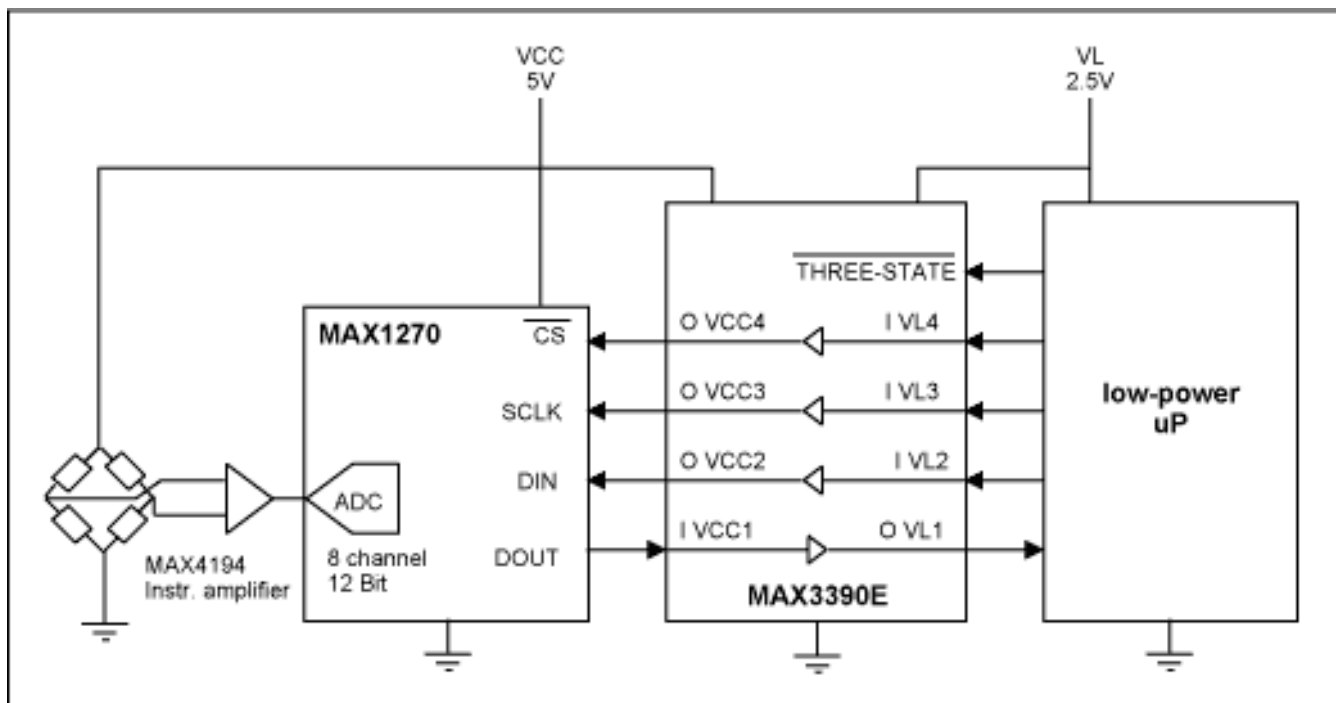 VCC
5V
VL
2.5V
THREE-STATE
MAX1270
CS
O VCC4
I VL4
SCLK
O VCC3
I VL3
low-power
uP
DIN
O VCC2
I VL2
ADC
I VCC1
O VL1
DOUT
8 channel
12 Bit
MAX4194
Instr. amplifier
MAX3390E